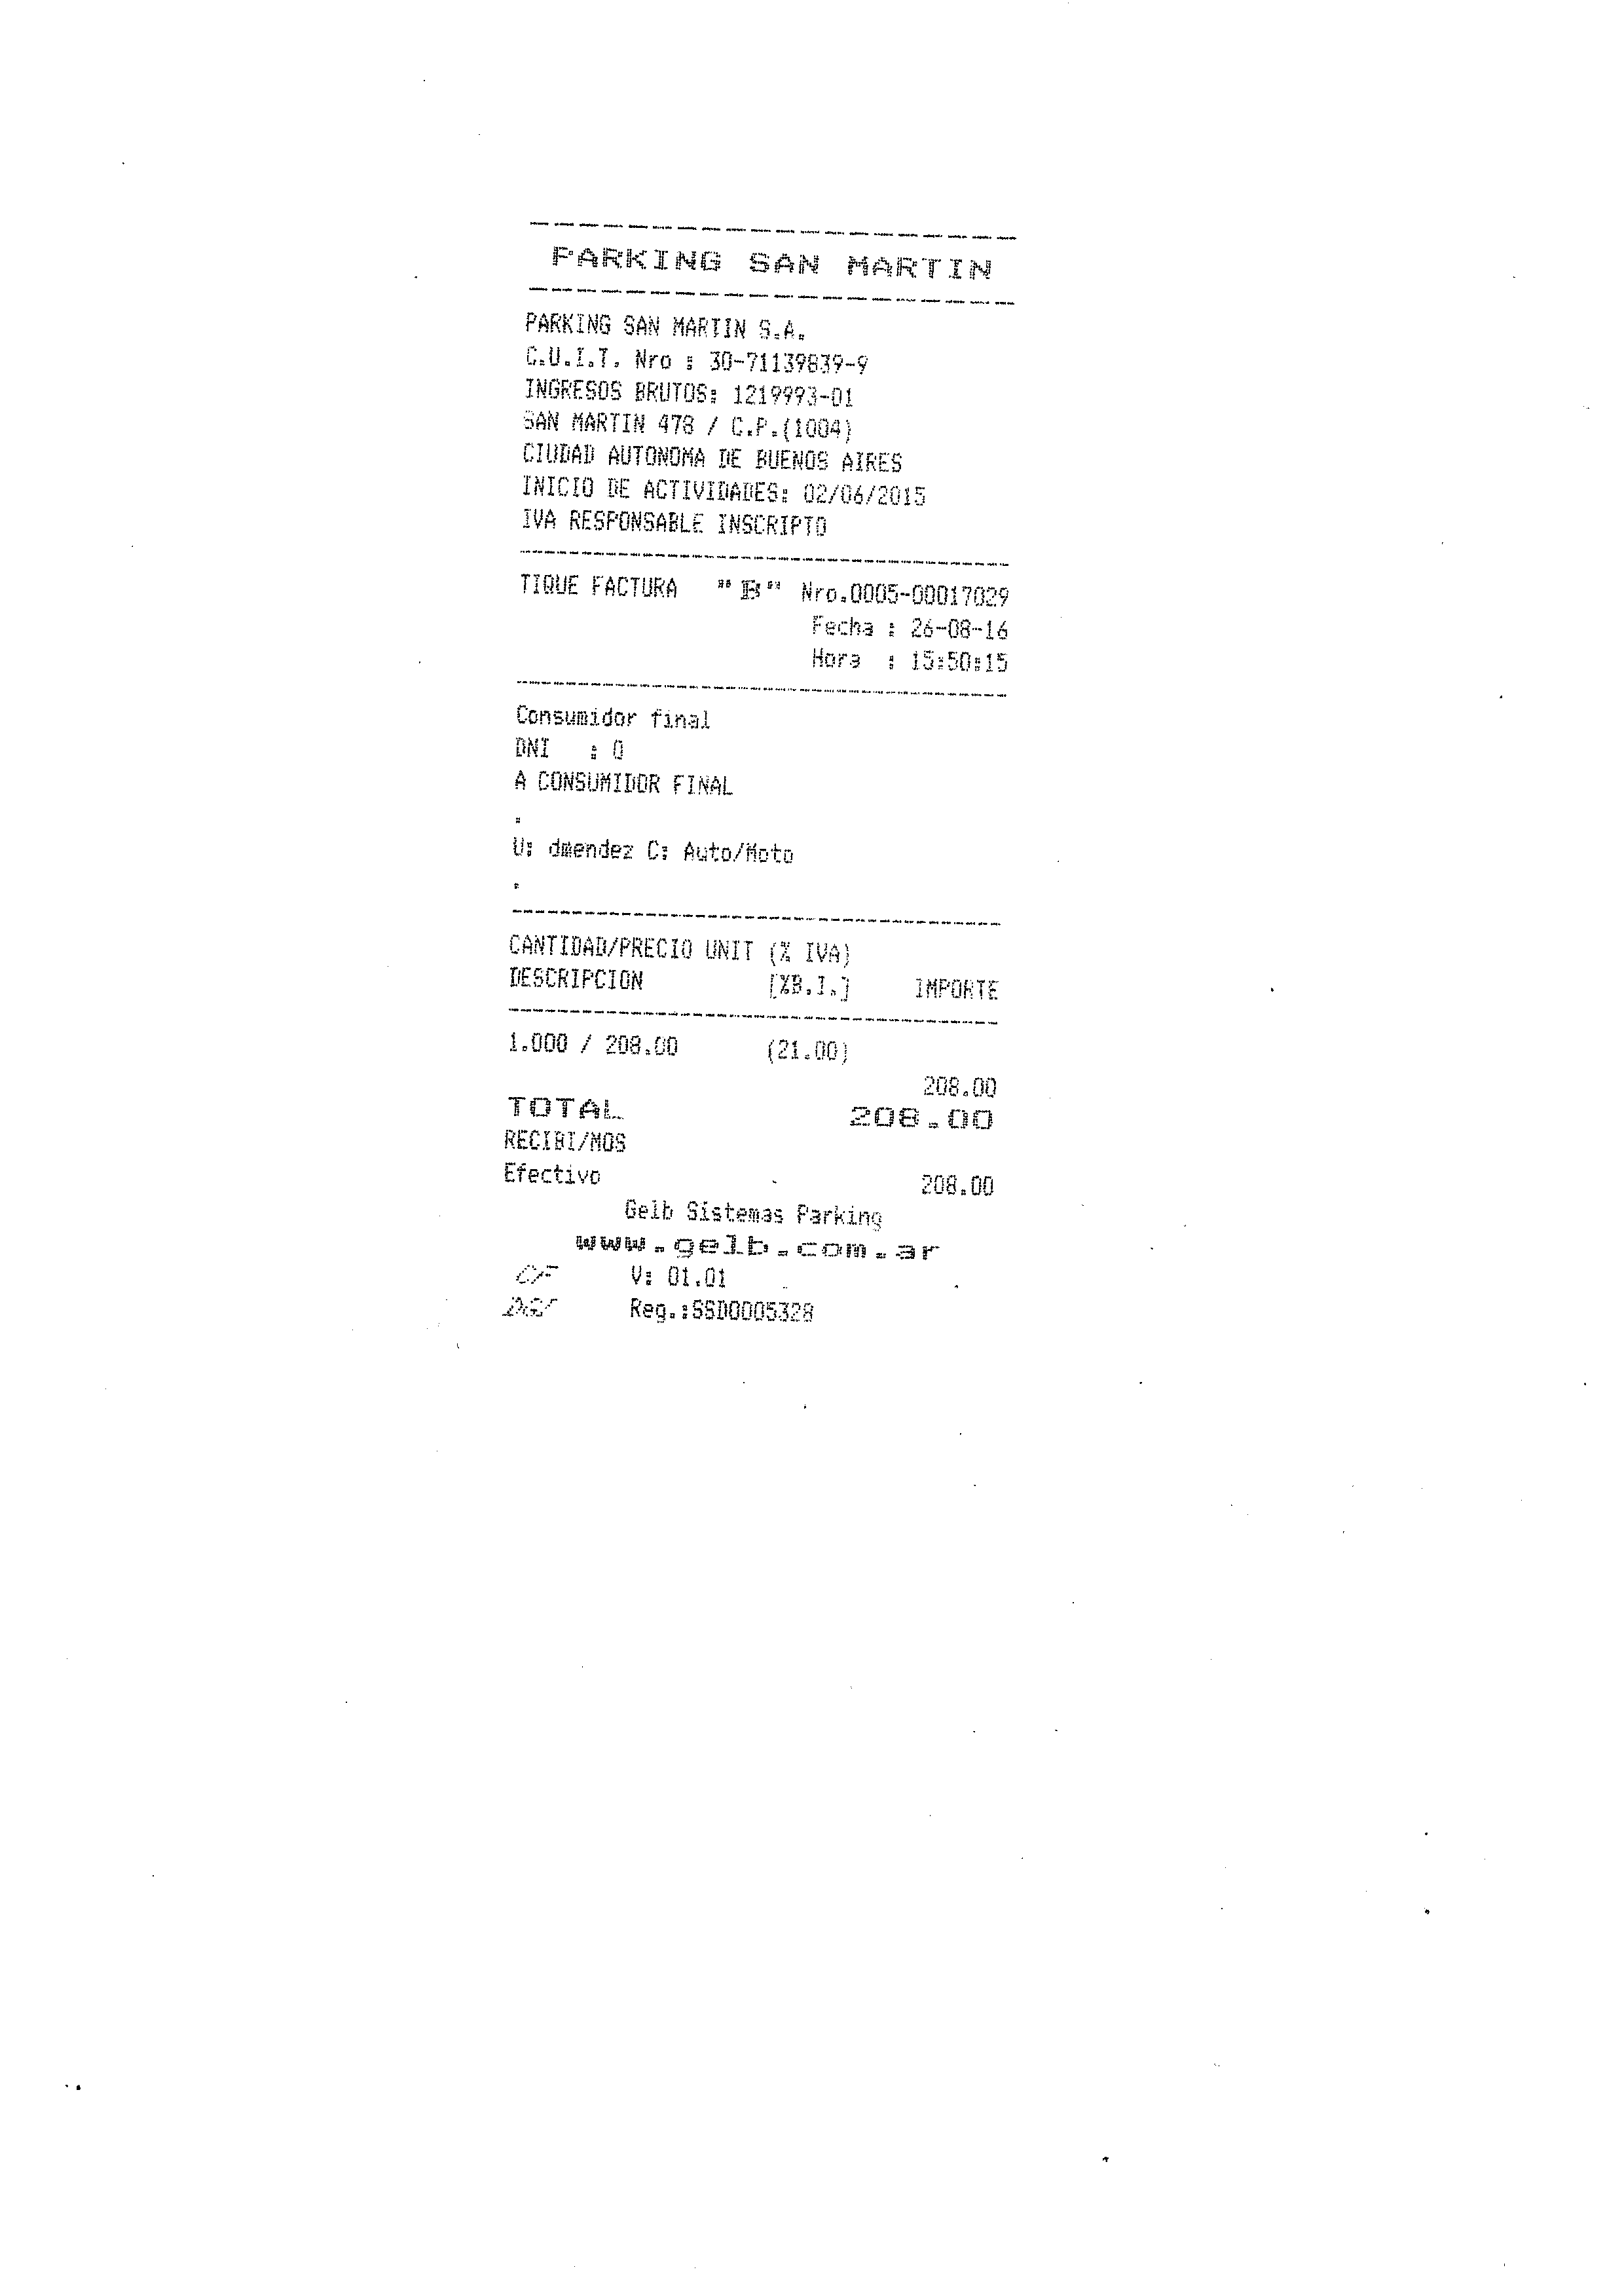 PARKING SAN MARTIN
PARKING SAN MARTIN S.A.
C.U.I.T. Nro : 30-71139839-9
INGRESOS BRUTOS: 1219993-01
SAN MARTIN 478 / C.P.(1004)
CIUDAD AUTONOMA DE BUENOS AIRES
INICIO DE ACTIVIDADES: 02/06/2015
IVA RESPONSABLE INSCRIPTO
TIQUE FACTURA "B" Nro.0005-00017029
Fecha : 26-08-16
Hora : 15:50:15
Consumidor final
DNI : 0
A CONSUMIDOR FINAL
.
U: dmendez C: Auto/Moto
.
CANTIDAD/PRECIO UNIT (% IVA)
DESCRIPCION [%B.I.] IMPORTE
1.000 / 208.00 (21.00)
208.00
TOTAL 208.00
RECIBI/MOS
Efectivo 208.00
Gelb Sistemas Parking
www.gelb.com.ar
CF V: 01.01
DGI Reg.:SSD0005328